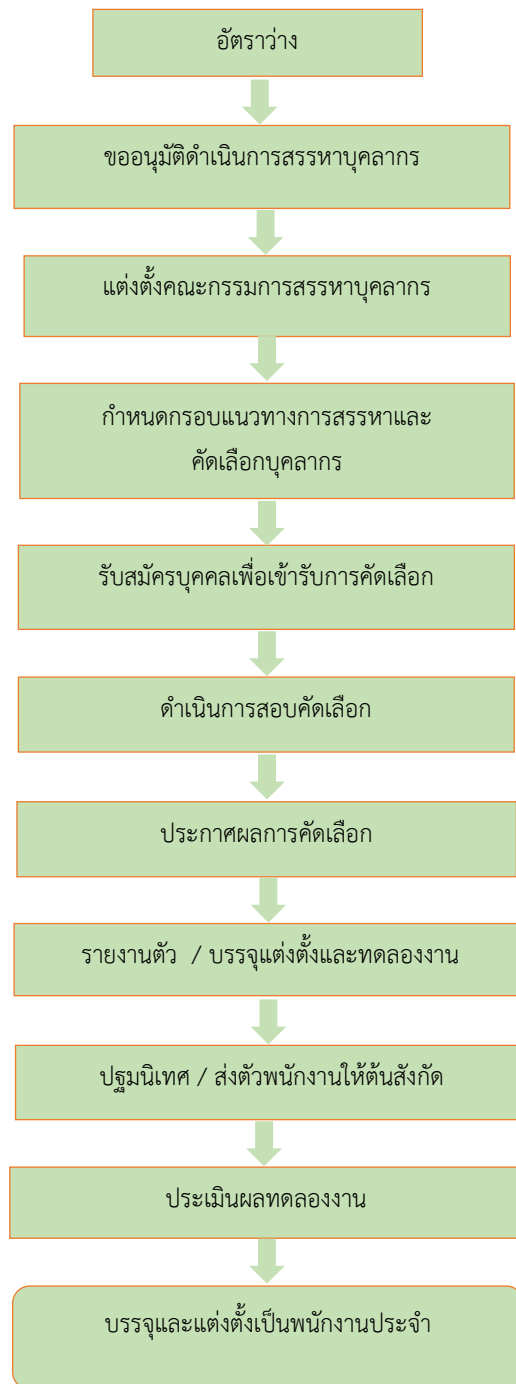 อัตราว่าง
ขออนุมัติดำเนินการสรรหาบุคลากร
แต่งตั้งคณะกรรมการสรรหาบุคลากร
กำหนดกรอบแนวทางการสรรหาและ
คัดเลือกบุคลากร
รับสมัครบุคคลเพื่อเข้ารับการคัดเลือก
ดำเนินการสอบคัดเลือก
ประกาศผลการคัดเลือก
รายงานตัว / บรรจุแต่งตั้งและทดลองงาน
ปฐมนิเทศ / ส่งตัวพนักงานให้ต้นสังกัด
ประเมินผลทดลองงาน
บรรจุและแต่งตั้งเป็นพนักงานประจำ